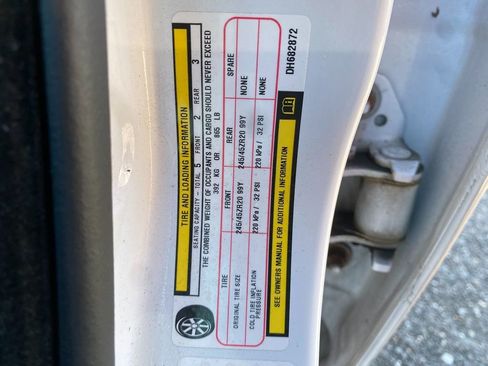 TIRE AND LOADING INFORMATION
SEATING CAPACITY - TOTAL 5 FRONT 2 REAR 3
THE COMBINED WEIGHT OF OCCUPANTS AND CARGO SHOULD NEVER EXCEED
392 KG OR 865 LB
TIRE FRONT REAR SPARE
ORIGINAL TIRE SIZE 245/45ZR20 99Y 245/45ZR20 99Y NONE
COLD TIRE INFLATION PRESSURE 220 kPa / 32 PSI 220 kPa / 32 PSI NONE
SEE OWNERS MANUAL FOR ADDITIONAL INFORMATION
DH682872